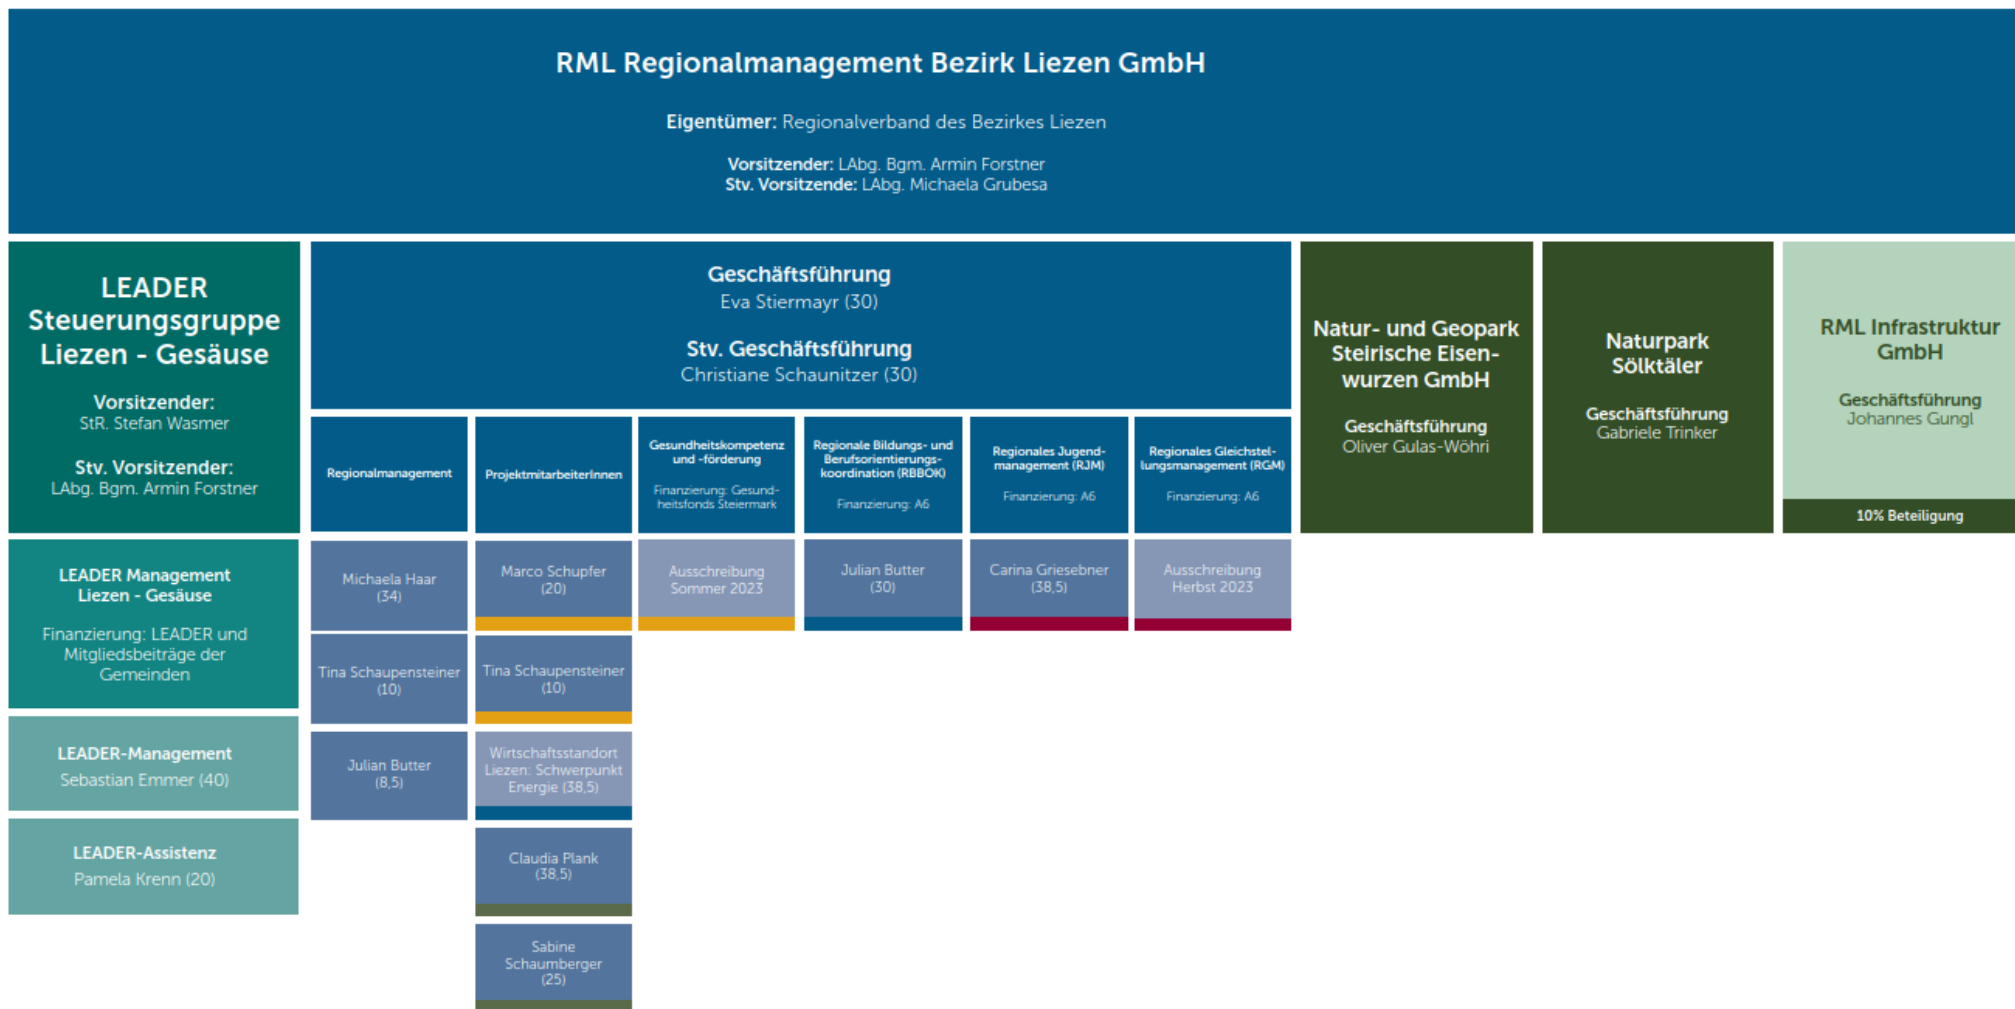 RML Regionalmanagement Bezirk Liezen GmbH
Eigentümer: Regionalverband des Bezirkes Liezen
Vorsitzender: LAbg. Bgm. Armin Forstner
Stv. Vorsitzende: LAbg. Michaela Grubesa
LEADER
Steuerungsgruppe
Liezen - Gesäuse
Vorsitzender:
StR. Stefan Wasmer
Stv. Vorsitzender:
LAbg. Bgm. Armin Forstner
LEADER Management
Liezen - Gesäuse
Finanzierung: LEADER und
Mitgliedsbeiträge der
Gemeinden
LEADER-Management
Sebastian Emmer (40)
LEADER-Assistenz
Pamela Krenn (20)
Geschäftsführung
Eva Stiermayr (30)
Stv. Geschäftsführung
Christiane Schaunitzer (30)
Regionalmanagement
Michaela Haar
(34)
Tina Schaupensteiner
(10)
Julian Butter
(8,5)
ProjektmitarbeiterInnen
Marco Schupfer
(20)
Tina Schaupensteiner
(10)
Wirtschaftsstandort
Liezen: Schwerpunkt
Energie (38,5)
Claudia Plank
(38,5)
Sabine
Schaumberger
(25)
Gesundheitskompetenz
und -förderung
Finanzierung: Gesund-
heitsfonds Steiermark
Ausschreibung
Sommer 2023
Regionale Bildungs- und
Berufsorientierungs-
koordination (RBBOK)
Finanzierung: A6
Julian Butter
(30)
Regionales Jugend-
management (RJM)
Finanzierung: A6
Carina Griesebner
(38,5)
Regionales Gleichstel-
lungsmanagement (RGM)
Finanzierung: A6
Ausschreibung
Herbst 2023
Natur- und Geopark
Steirische Eisen-
wurzen GmbH
Geschäftsführung
Oliver Gulas-Wöhri
Naturpark
Sölktäler
Geschäftsführung
Gabriele Trinker
RML Infrastruktur
GmbH
Geschäftsführung
Johannes Gungl
10% Beteiligung